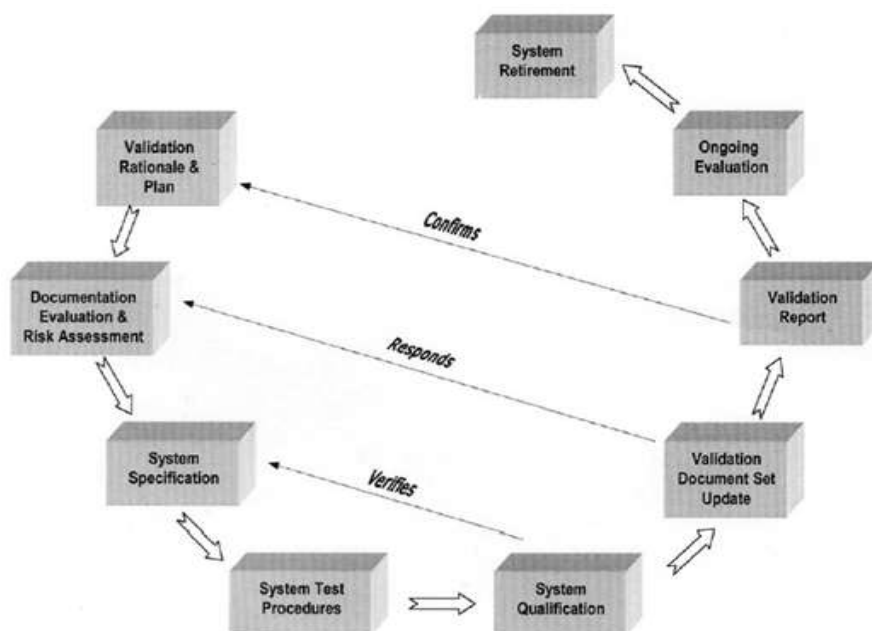 System
Retirement
Validation
Rationale &
Plan
Ongoing
Evaluation
Confirms
Documentation
Evaluation &
Risk Assessment
Validation
Report
Responds
System
Specification
Verifies
Validation
Document Set
Update
System Test
Procedures
System
Qualification